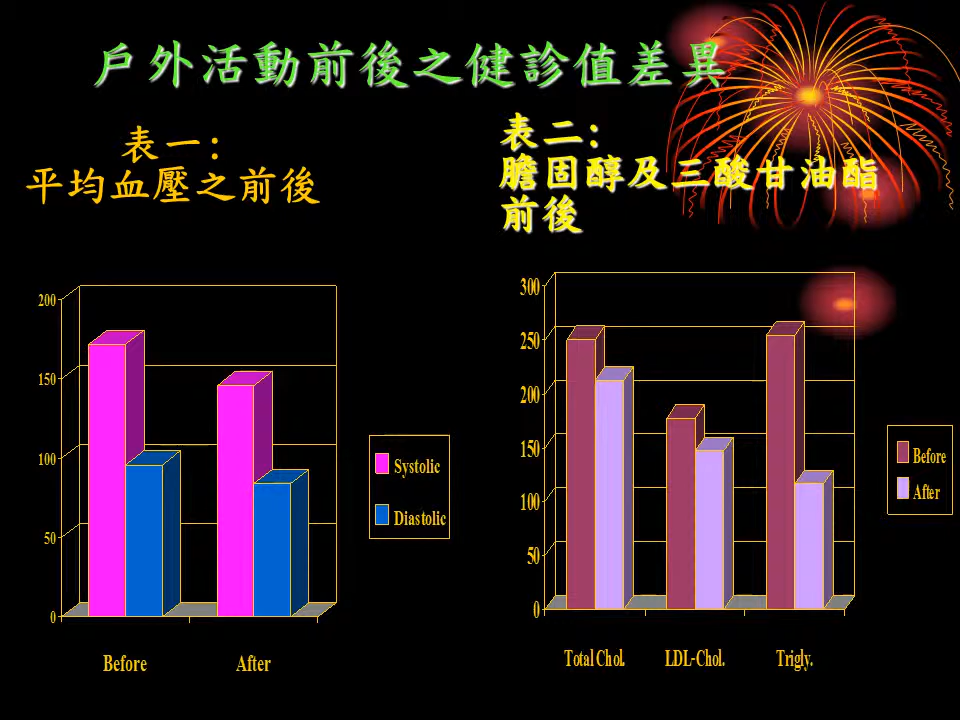 戶外活動前後之健診值差異
表一:
平均血壓之前後
表二:
膽固醇及三酸甘油酯
前後
200
150
100
50
0
Before
After
Systolic
Diastolic
300
250
200
150
100
50
0
Total Chol.
LDL-Chol.
Trigly.
Before
After